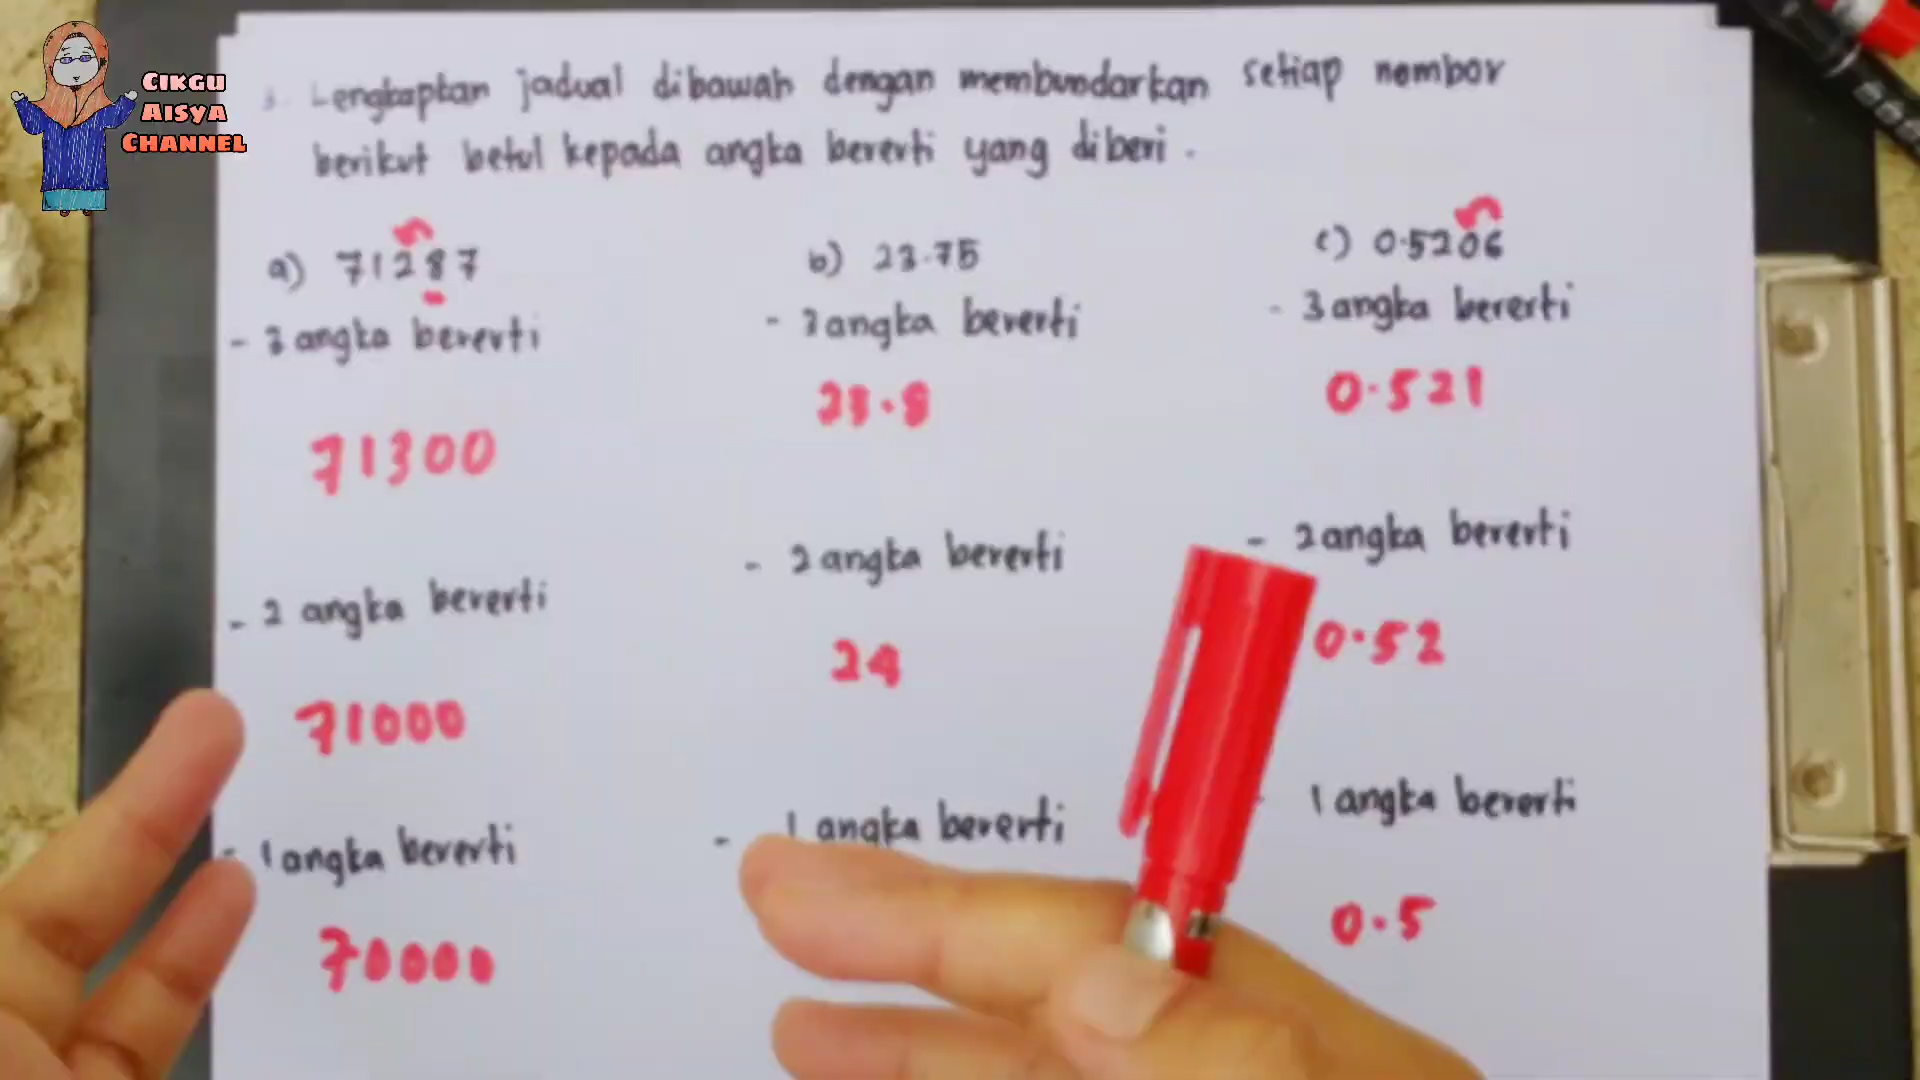 CIKGU
AISYA
CHANNEL
3. Lengkapkan jadual dibawah dengan membundarkan setiap nombor
berikut betul kepada angka bererti yang diberi.
a) 71287
- 3 angka bererti
71300
- 2 angka bererti
71000
- 1 angka bererti
70000
b) 23.75
- 3 angka bererti
23.8
- 2 angka bererti
24
- 1 angka bererti
c) 0.5206
- 3 angka bererti
0.521
- 2 angka bererti
0.52
1 angka bererti
0.5